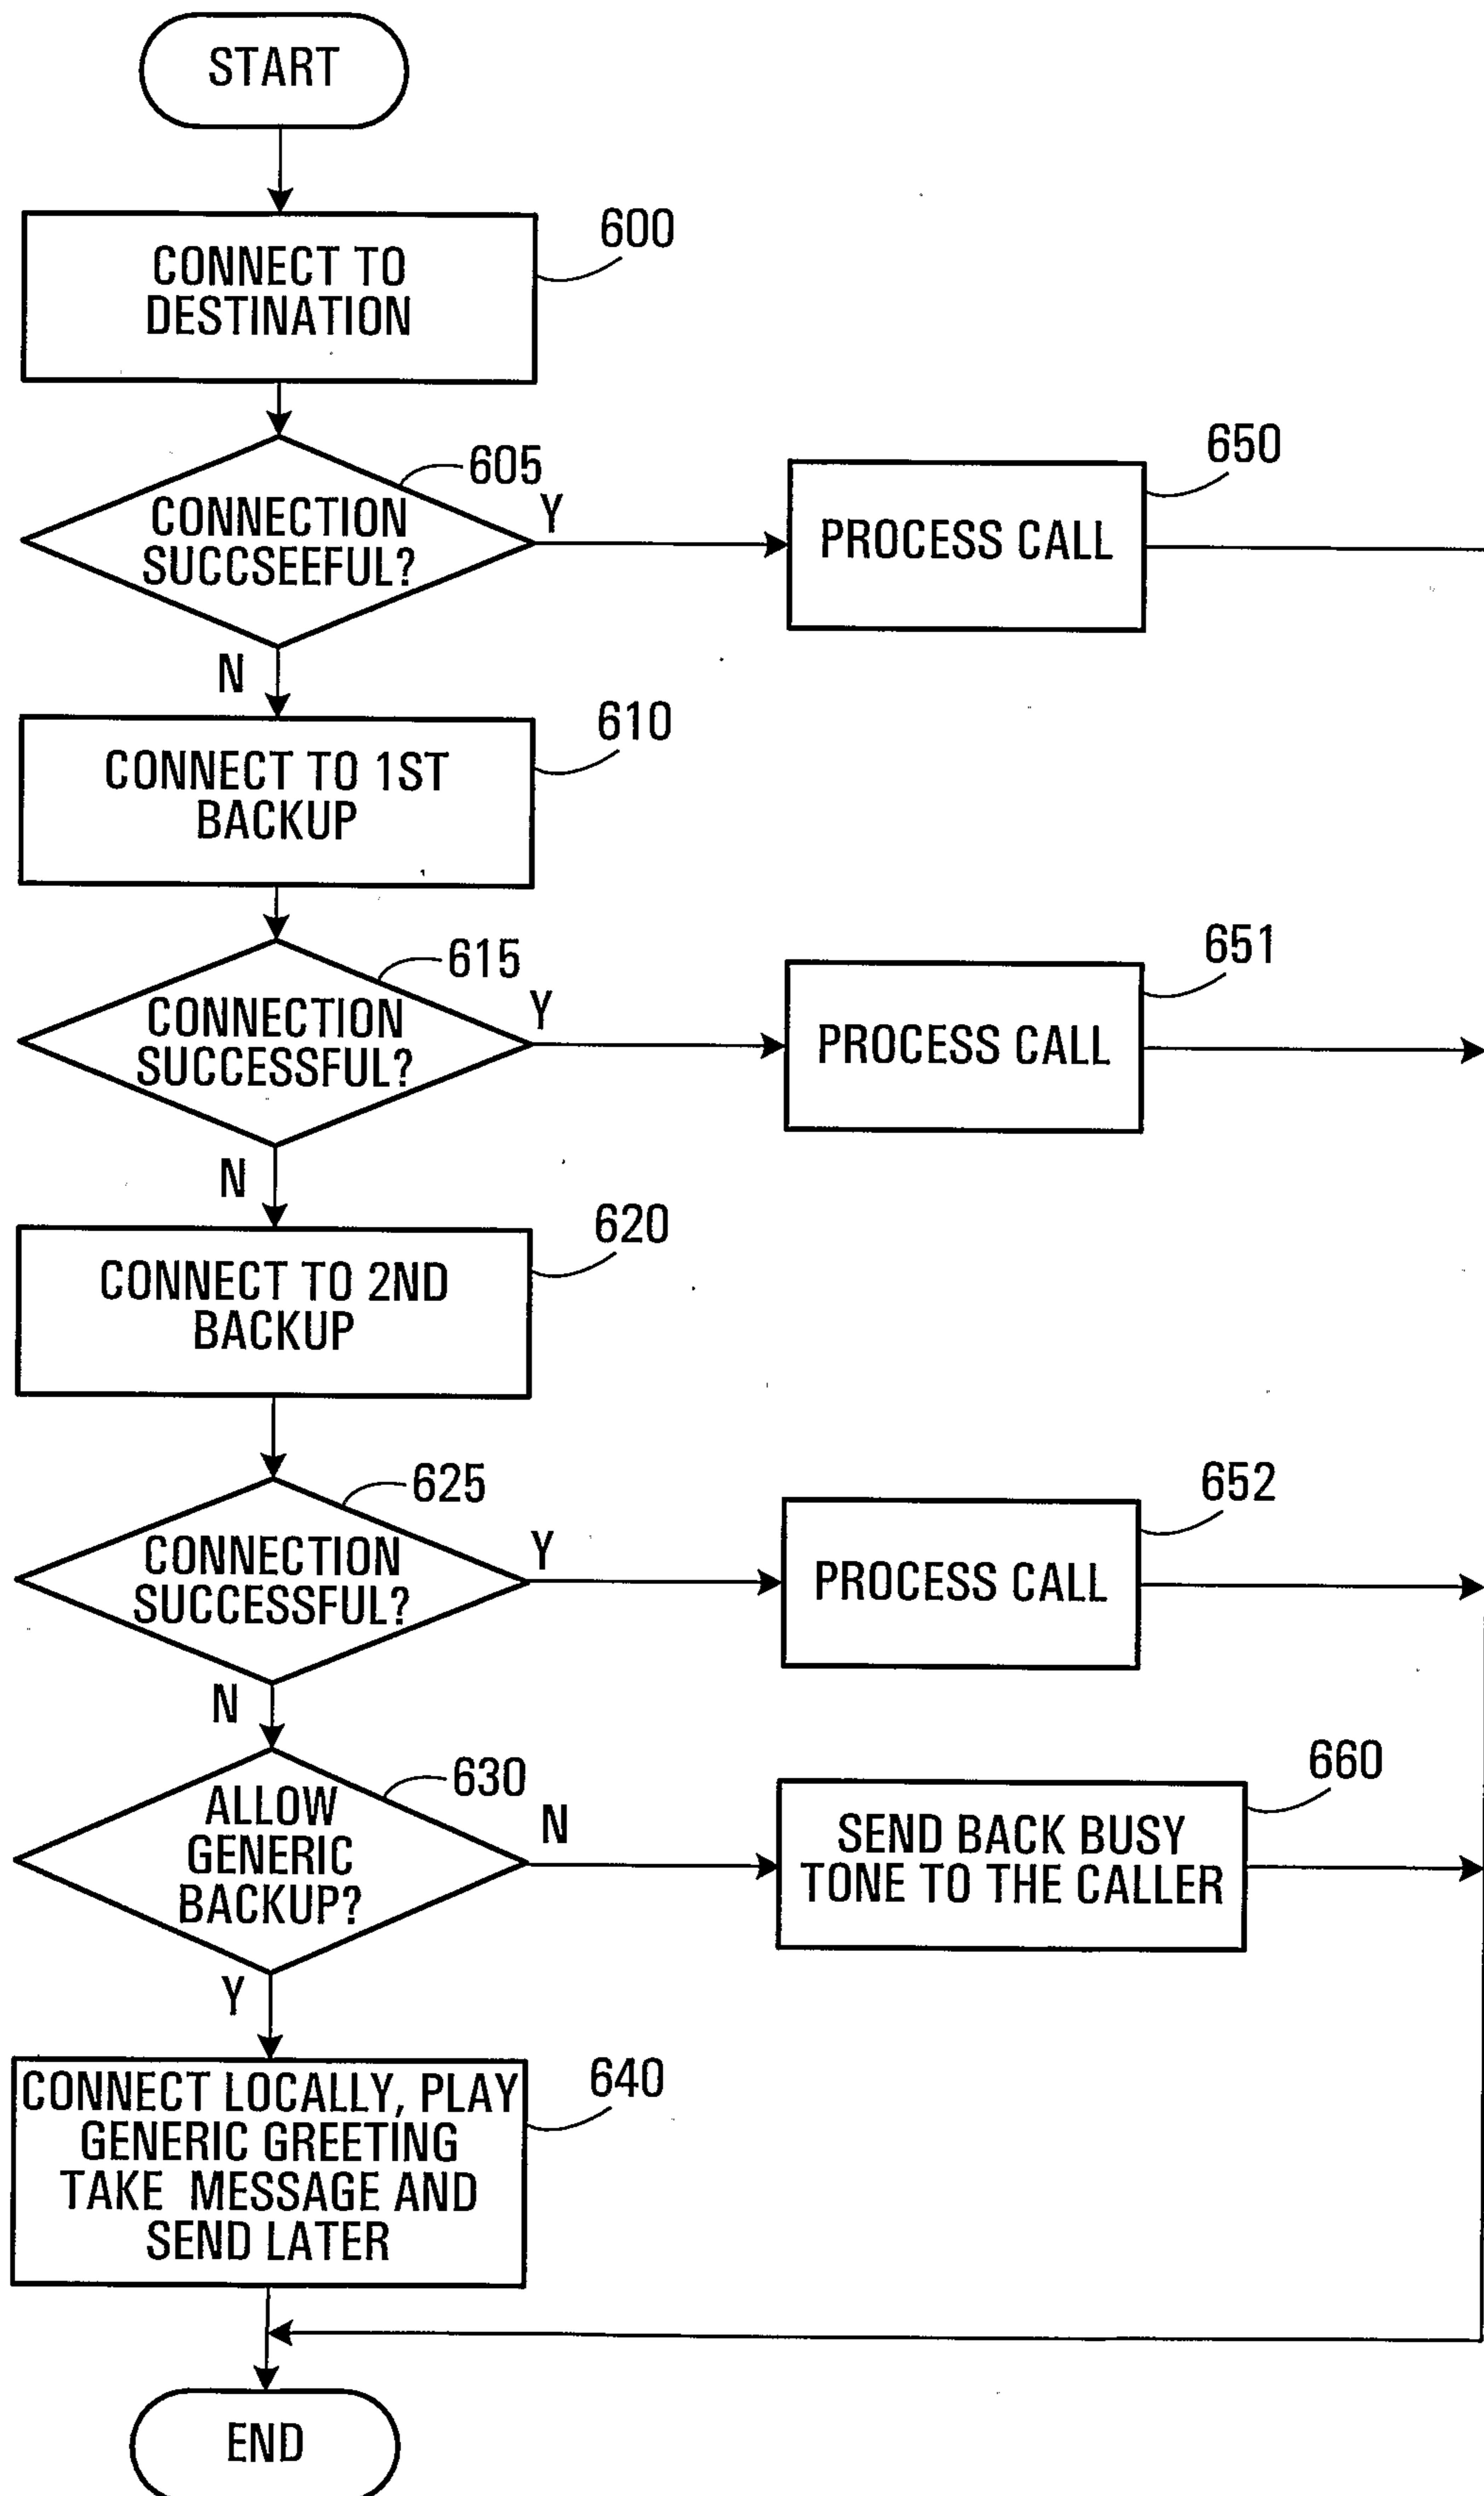 START
CONNECT TO
DESTINATION
600
CONNECTION
SUCCSEEFUL?
605
Y
PROCESS CALL
650
N
CONNECT TO 1ST
BACKUP
610
CONNECTION
SUCCESSFUL?
615
Y
PROCESS CALL
651
N
CONNECT TO 2ND
BACKUP
620
CONNECTION
SUCCESSFUL?
625
Y
PROCESS CALL
652
N
ALLOW
GENERIC
BACKUP?
630
N
SEND BACK BUSY
TONE TO THE CALLER
660
Y
CONNECT LOCALLY, PLAY
GENERIC GREETING
TAKE MESSAGE AND
SEND LATER
640
END